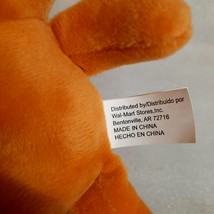 Distributed by/Distribuido por
Wal-Mart Stores,Inc.
Bentonville, AR 72716
MADE IN CHINA
HECHO EN CHINA